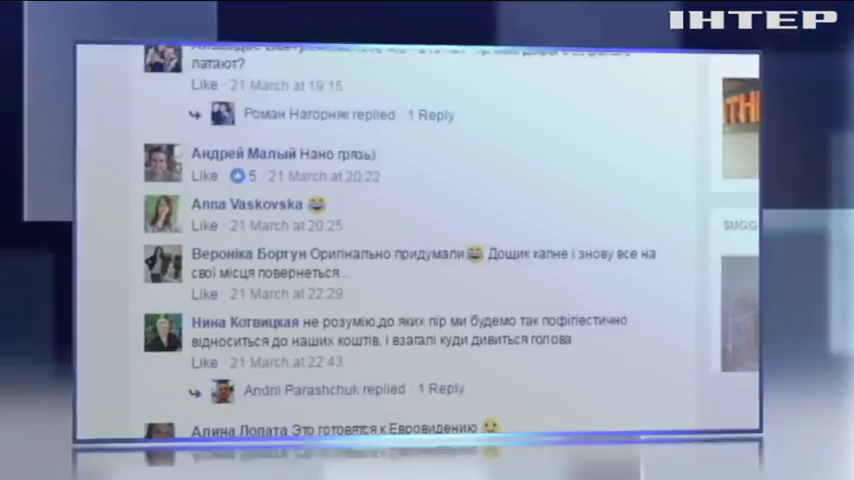 ІНТЕР
патают?
Like · 21 March at 19:15
Роман Нагорняк replied · 1 Reply
Андрей Малый Нано грязь)
Like · 5 · 21 March at 20:22
Anna Vaskovska 😂
Like · 21 March at 20:25
Вероніка Бортун Оригінально придумали😂 Дощик капне і знову все на
свої місця повернеться...
Like · 21 March at 22:29
Нина Котвицкая не розумію,до яких пір ми будемо так пофігістично
відноситься до наших коштів, і взагалі куди дивиться голова
Like · 21 March at 22:43
Andrii Parashchuk replied · 1 Reply
Алина Лопата Это готовятся к Евровидению 🙂
THI
SUGG